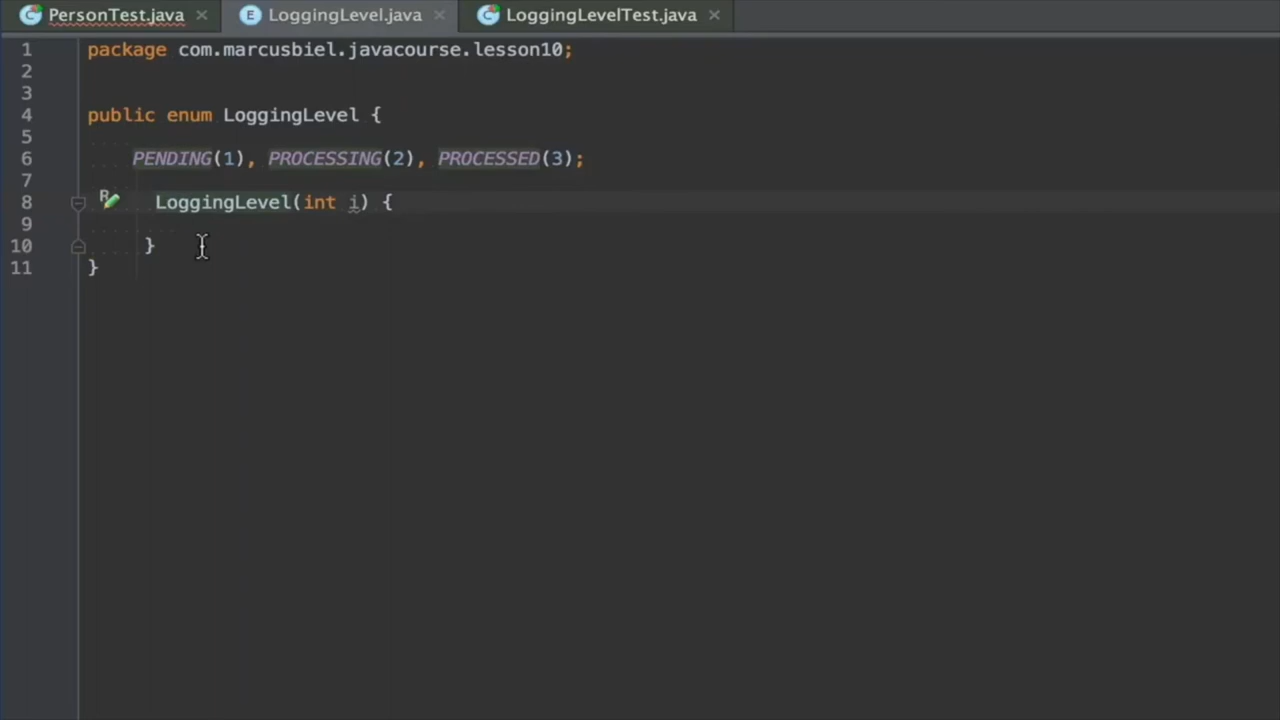 PersonTest.java LoggingLevel.java LoggingLevelTest.java
1 package com.marcusbiel.javacourse.lesson10;
2
3
4 public enum LoggingLevel {
5
6 PENDING(1), PROCESSING(2), PROCESSED(3);
7
8 LoggingLevel(int i) {
9
10 }
11 }